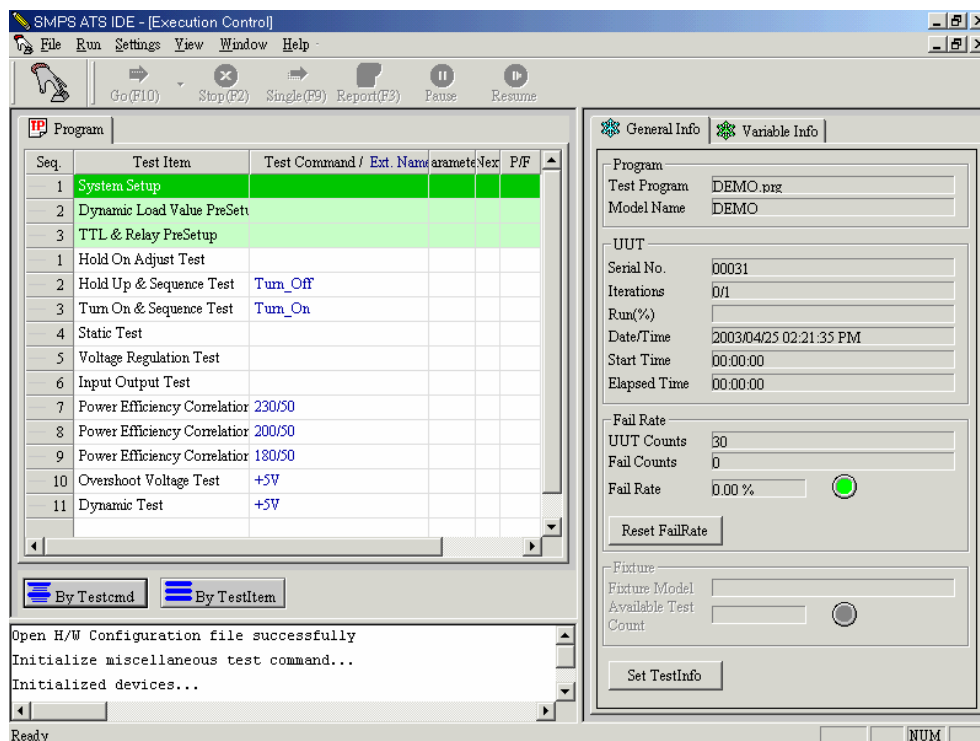 SMPS ATS IDE - [Execution Control]
File Run Settings View Window Help
Go(F10) Stop(F2) Single(F9) Report(F3) Pause Resume
TP Program
Seq. Test Item Test Command / Ext. Name aramete Nex P/F
1 System Setup
2 Dynamic Load Value PreSetu
3 TTL & Relay PreSetup
1 Hold On Adjust Test
2 Hold Up & Sequence Test Turn_Off
3 Turn On & Sequence Test Turn_On
4 Static Test
5 Voltage Regulation Test
6 Input Output Test
7 Power Efficiency Correlation 230/50
8 Power Efficiency Correlation 200/50
9 Power Efficiency Correlation 180/50
10 Overshoot Voltage Test +5V
11 Dynamic Test +5V
By Testcmd By TestItem
Open H/W Configuration file successfully
Initialize miscellaneous test command...
Initialized devices...
General Info Variable Info
Program
Test Program DEMO.prg
Model Name DEMO
UUT
Serial No. 00031
Iterations 0/1
Run(%)
Date/Time 2003/04/25 02:21:35 PM
Start Time 00:00:00
Elapsed Time 00:00:00
Fail Rate
UUT Counts 30
Fail Counts 0
Fail Rate 0.00 %
Reset FailRate
Fixture
Fixture Model
Available Test
Count
Set TestInfo
Ready NUM